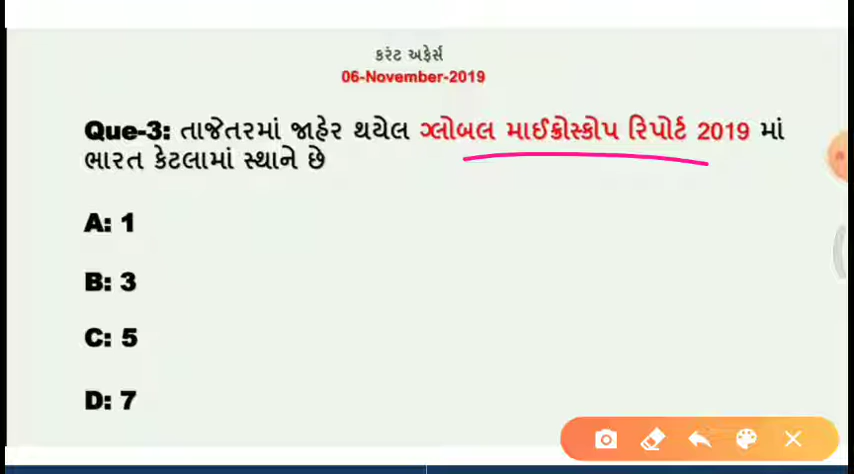 કરંટ અફેર્સ
06-November-2019
Que-3: તાજેતરમાં જાહેર થયેલ ગ્લોબલ માઈક્રોસ્કોપ રિપોર્ટ 2019 માં
ભારત કેટલામાં સ્થાને છે
A: 1
B: 3
C: 5
D: 7